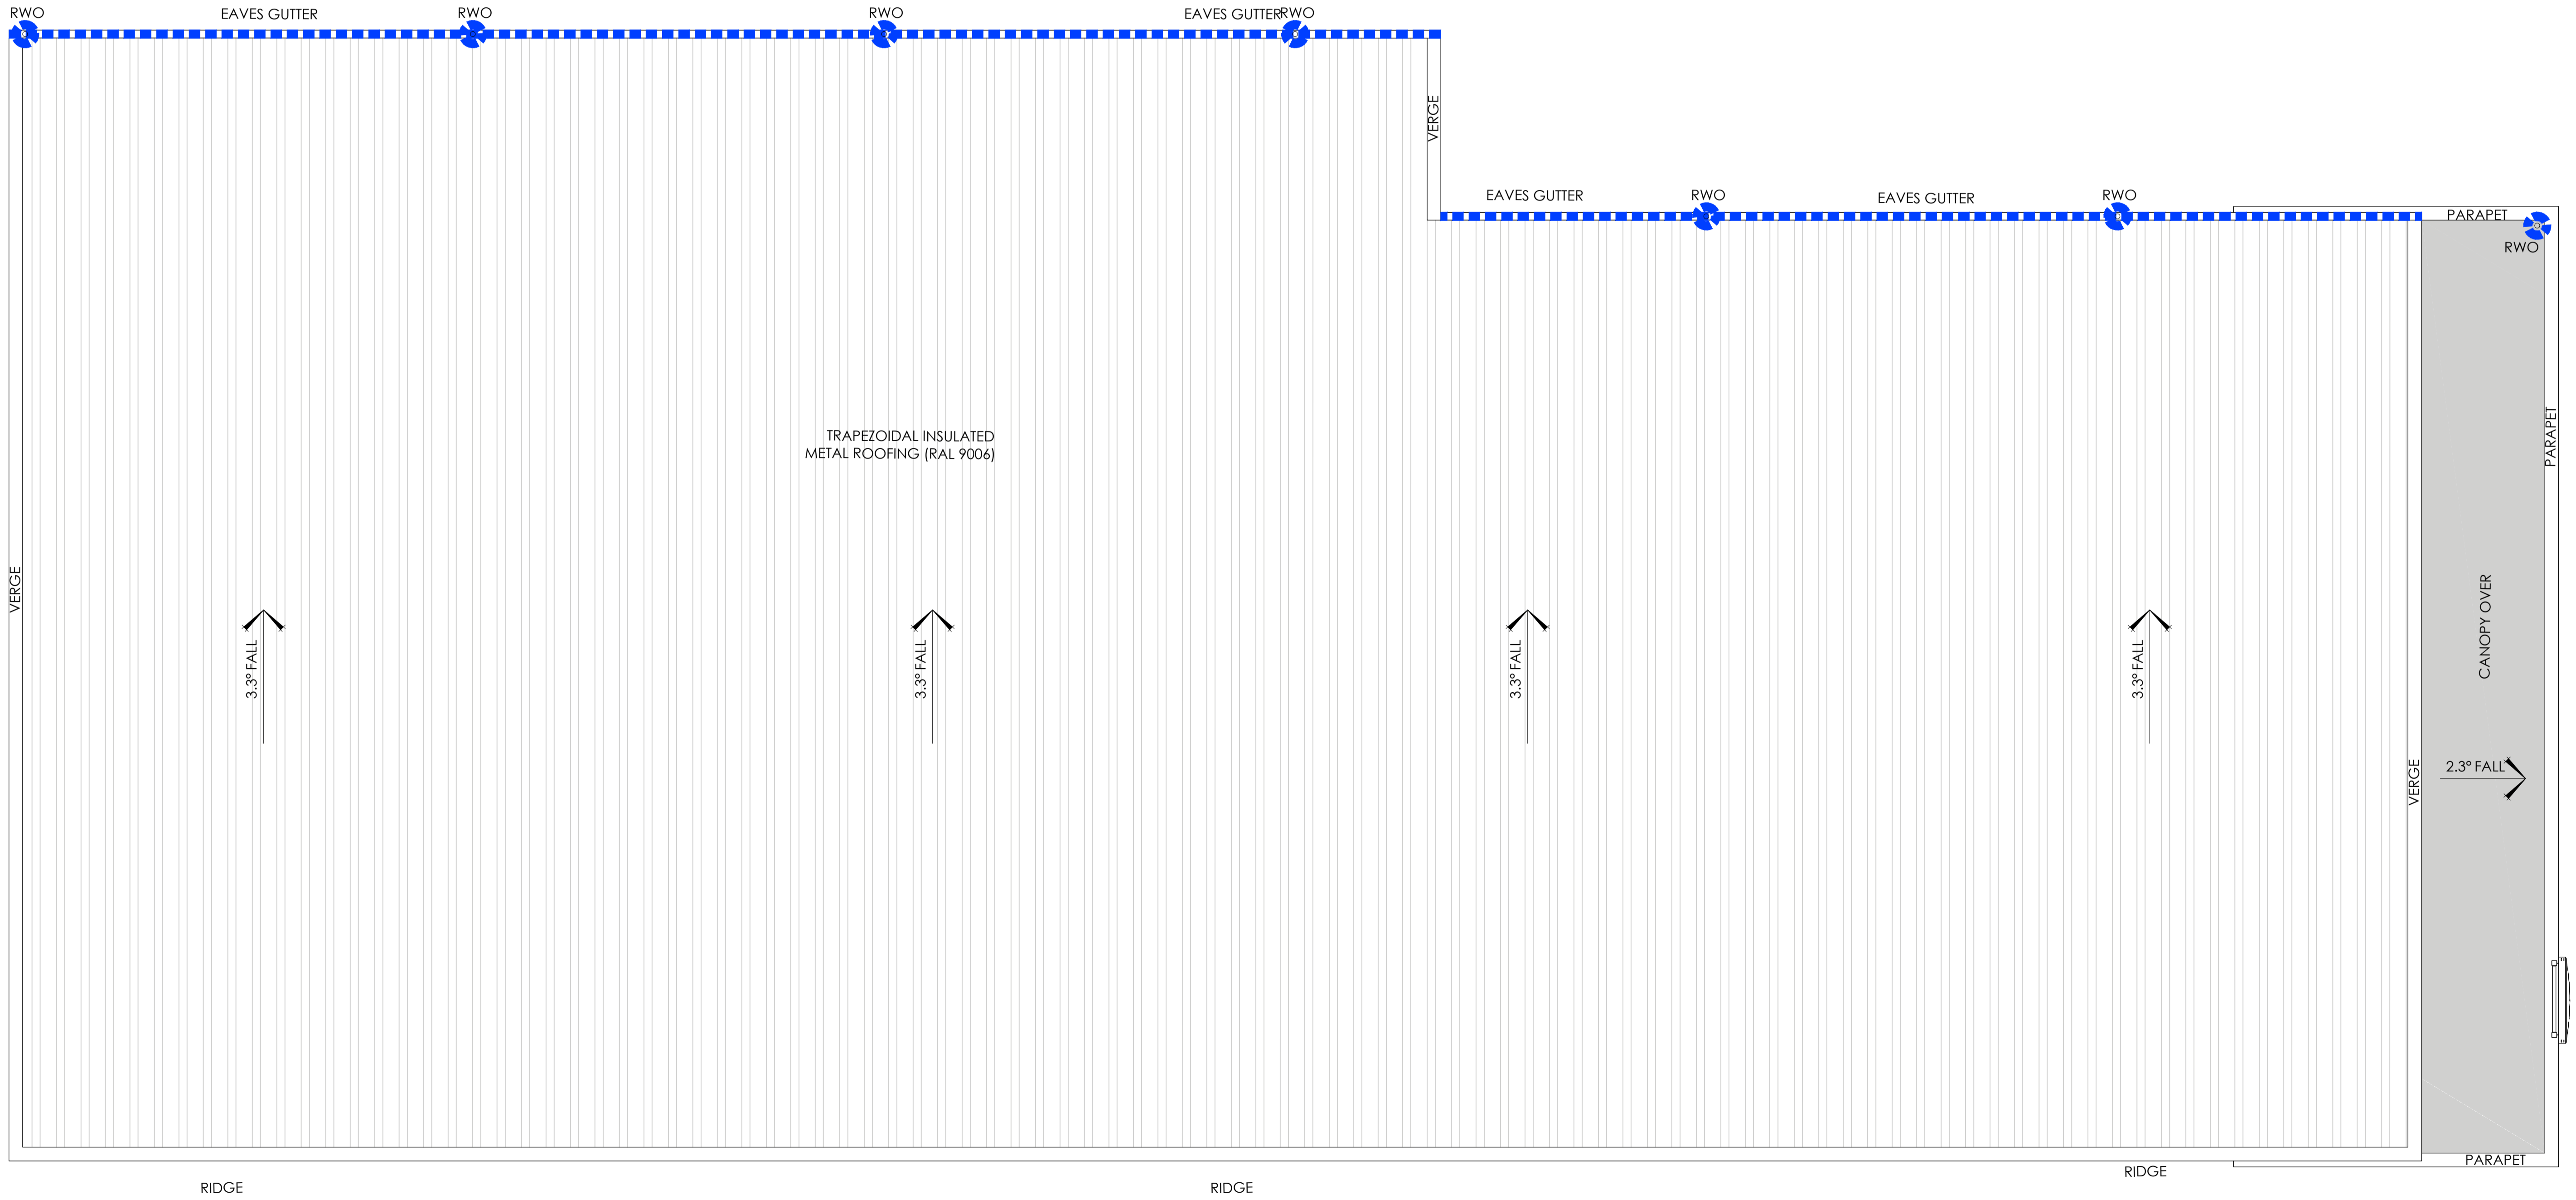 RWO
EAVES GUTTER
RWO
RWO
EAVES GUTTER
RWO
VERGE
EAVES GUTTER
RWO
EAVES GUTTER
RWO
PARAPET
RWO
TRAPEZOIDAL INSULATED
METAL ROOFING (RAL 9006)
PARAPET
VERGE
3.3° FALL
3.3° FALL
3.3° FALL
3.3° FALL
CANOPY OVER
VERGE
2.3° FALL
PARAPET
RIDGE
RIDGE
RIDGE